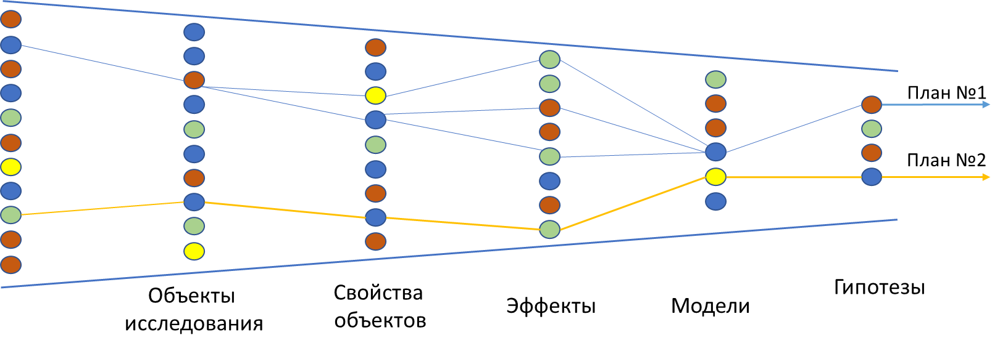 План №1
План №2
Объекты
исследования
Свойства
объектов
Эффекты
Модели
Гипотезы